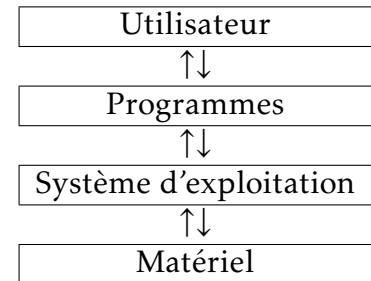 Utilisateur
↑↓
Programmes
↑↓
Système d'exploitation
↑↓
Matériel